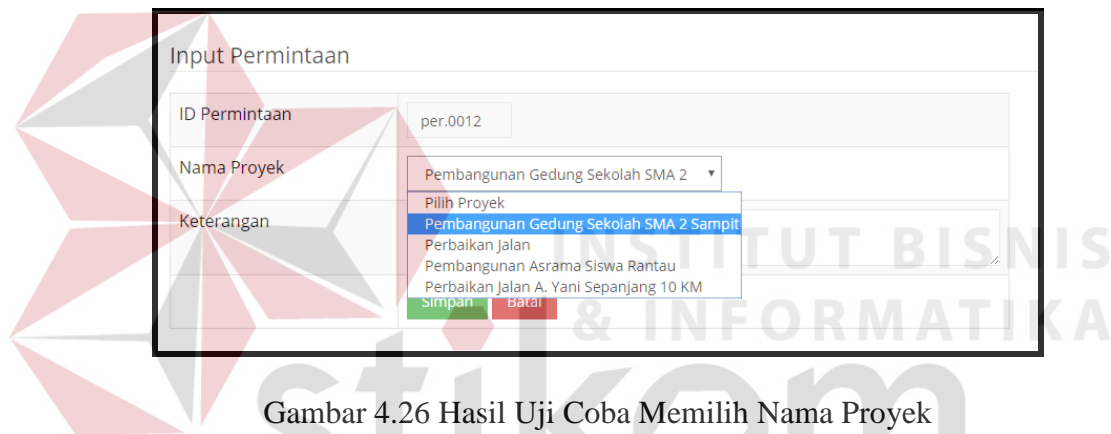 Input Permintaan
ID Permintaan
per.0012
Nama Proyek
Pembangunan Gedung Sekolah SMA 2
Pilih Proyek
Pembangunan Gedung Sekolah SMA 2 Sampit
Perbaikan Jalan
Pembangunan Asrama Siswa Rantau
Perbaikan Jalan A. Yani Sepanjang 10 KM
Keterangan
Simpan Batal
INSTITUT BISNIS
& INFORMATIKA
stikom
Gambar 4.26 Hasil Uji Coba Memilih Nama Proyek